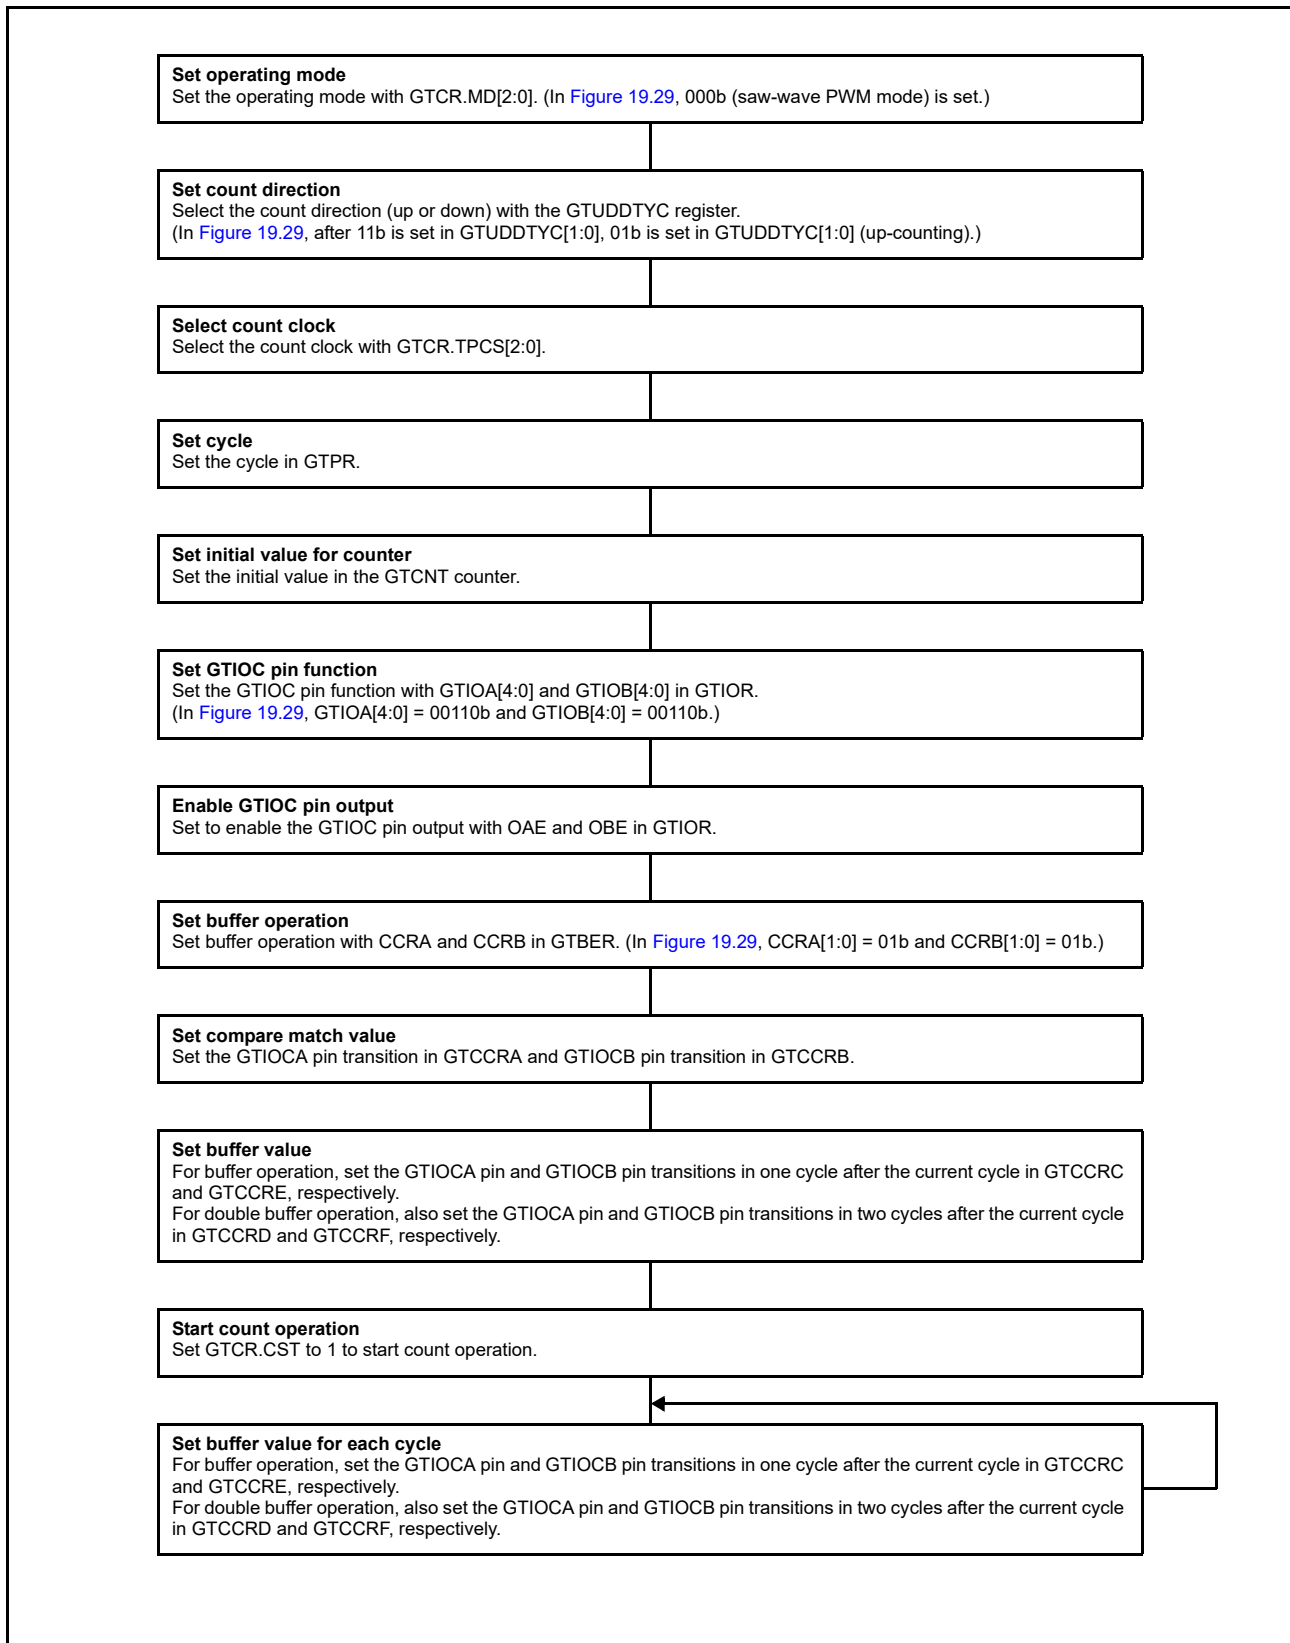 Set operating mode
Set the operating mode with GTCR.MD[2:0]. (In Figure 19.29, 000b (saw-wave PWM mode) is set.)
Set count direction
Select the count direction (up or down) with the GTUDDTYC register.
(In Figure 19.29, after 11b is set in GTUDDTYC[1:0], 01b is set in GTUDDTYC[1:0] (up-counting).)
Select count clock
Select the count clock with GTCR.TPCS[2:0].
Set cycle
Set the cycle in GTPR.
Set initial value for counter
Set the initial value in the GTCNT counter.
Set GTIOC pin function
Set the GTIOC pin function with GTIOA[4:0] and GTIOB[4:0] in GTIOR.
(In Figure 19.29, GTIOA[4:0] = 00110b and GTIOB[4:0] = 00110b.)
Enable GTIOC pin output
Set to enable the GTIOC pin output with OAE and OBE in GTIOR.
Set buffer operation
Set buffer operation with CCRA and CCRB in GTBER. (In Figure 19.29, CCRA[1:0] = 01b and CCRB[1:0] = 01b.)
Set compare match value
Set the GTIOCA pin transition in GTCCRA and GTIOCB pin transition in GTCCRB.
Set buffer value
For buffer operation, set the GTIOCA pin and GTIOCB pin transitions in one cycle after the current cycle in GTCCRC
and GTCCRE, respectively.
For double buffer operation, also set the GTIOCA pin and GTIOCB pin transitions in two cycles after the current cycle
in GTCCRD and GTCCRF, respectively.
Start count operation
Set GTCR.CST to 1 to start count operation.
Set buffer value for each cycle
For buffer operation, set the GTIOCA pin and GTIOCB pin transitions in one cycle after the current cycle in GTCCRC
and GTCCRE, respectively.
For double buffer operation, also set the GTIOCA pin and GTIOCB pin transitions in two cycles after the current cycle
in GTCCRD and GTCCRF, respectively.